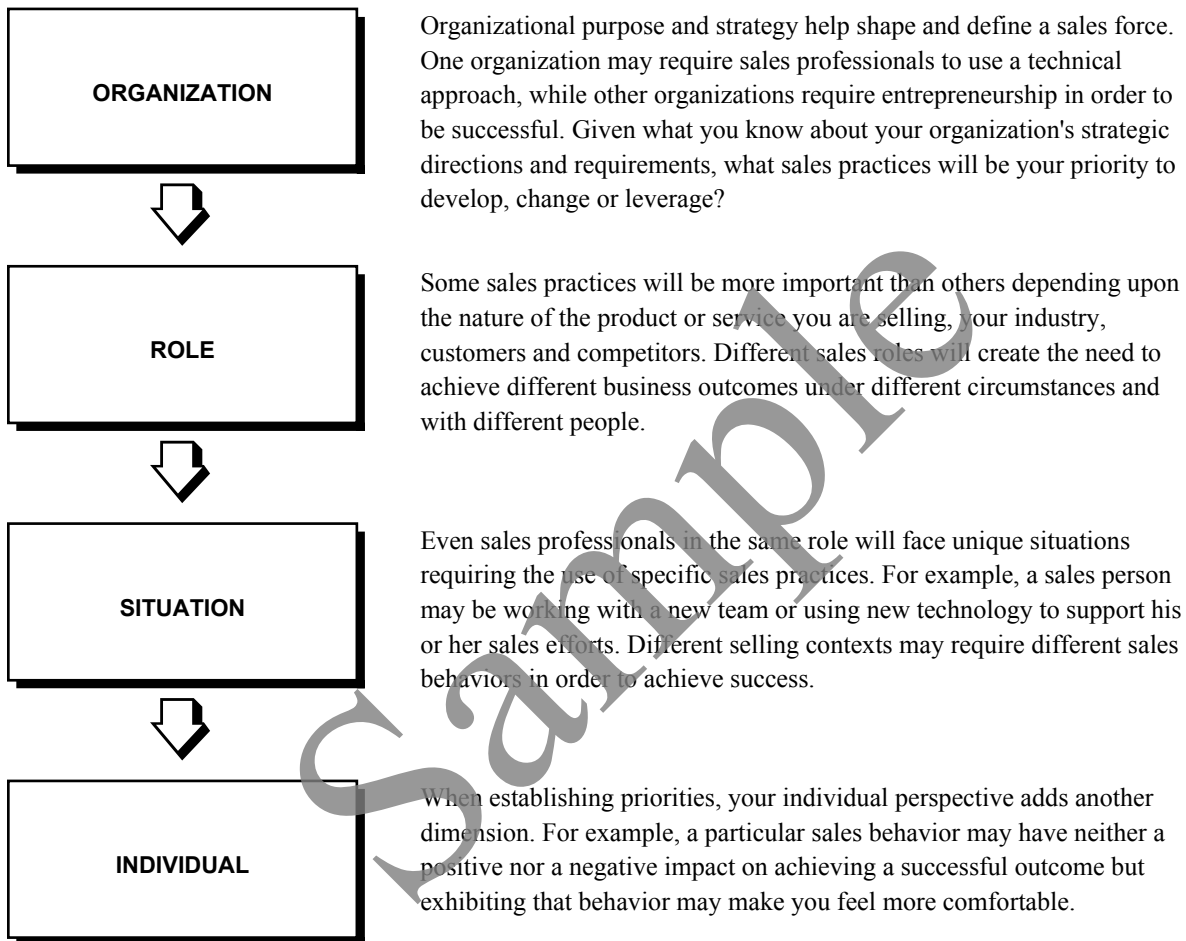 ORGANIZATION
Organizational purpose and strategy help shape and define a sales force.
One organization may require sales professionals to use a technical
approach, while other organizations require entrepreneurship in order to
be successful. Given what you know about your organization's strategic
directions and requirements, what sales practices will be your priority to
develop, change or leverage?
ROLE
Some sales practices will be more important than others depending upon
the nature of the product or service you are selling, your industry,
customers and competitors. Different sales roles will create the need to
achieve different business outcomes under different circumstances and
with different people.
SITUATION
Even sales professionals in the same role will face unique situations
requiring the use of specific sales practices. For example, a sales person
may be working with a new team or using new technology to support his
or her sales efforts. Different selling contexts may require different sales
behaviors in order to achieve success.
INDIVIDUAL
When establishing priorities, your individual perspective adds another
dimension. For example, a particular sales behavior may have neither a
positive nor a negative impact on achieving a successful outcome but
exhibiting that behavior may make you feel more comfortable.
Sample